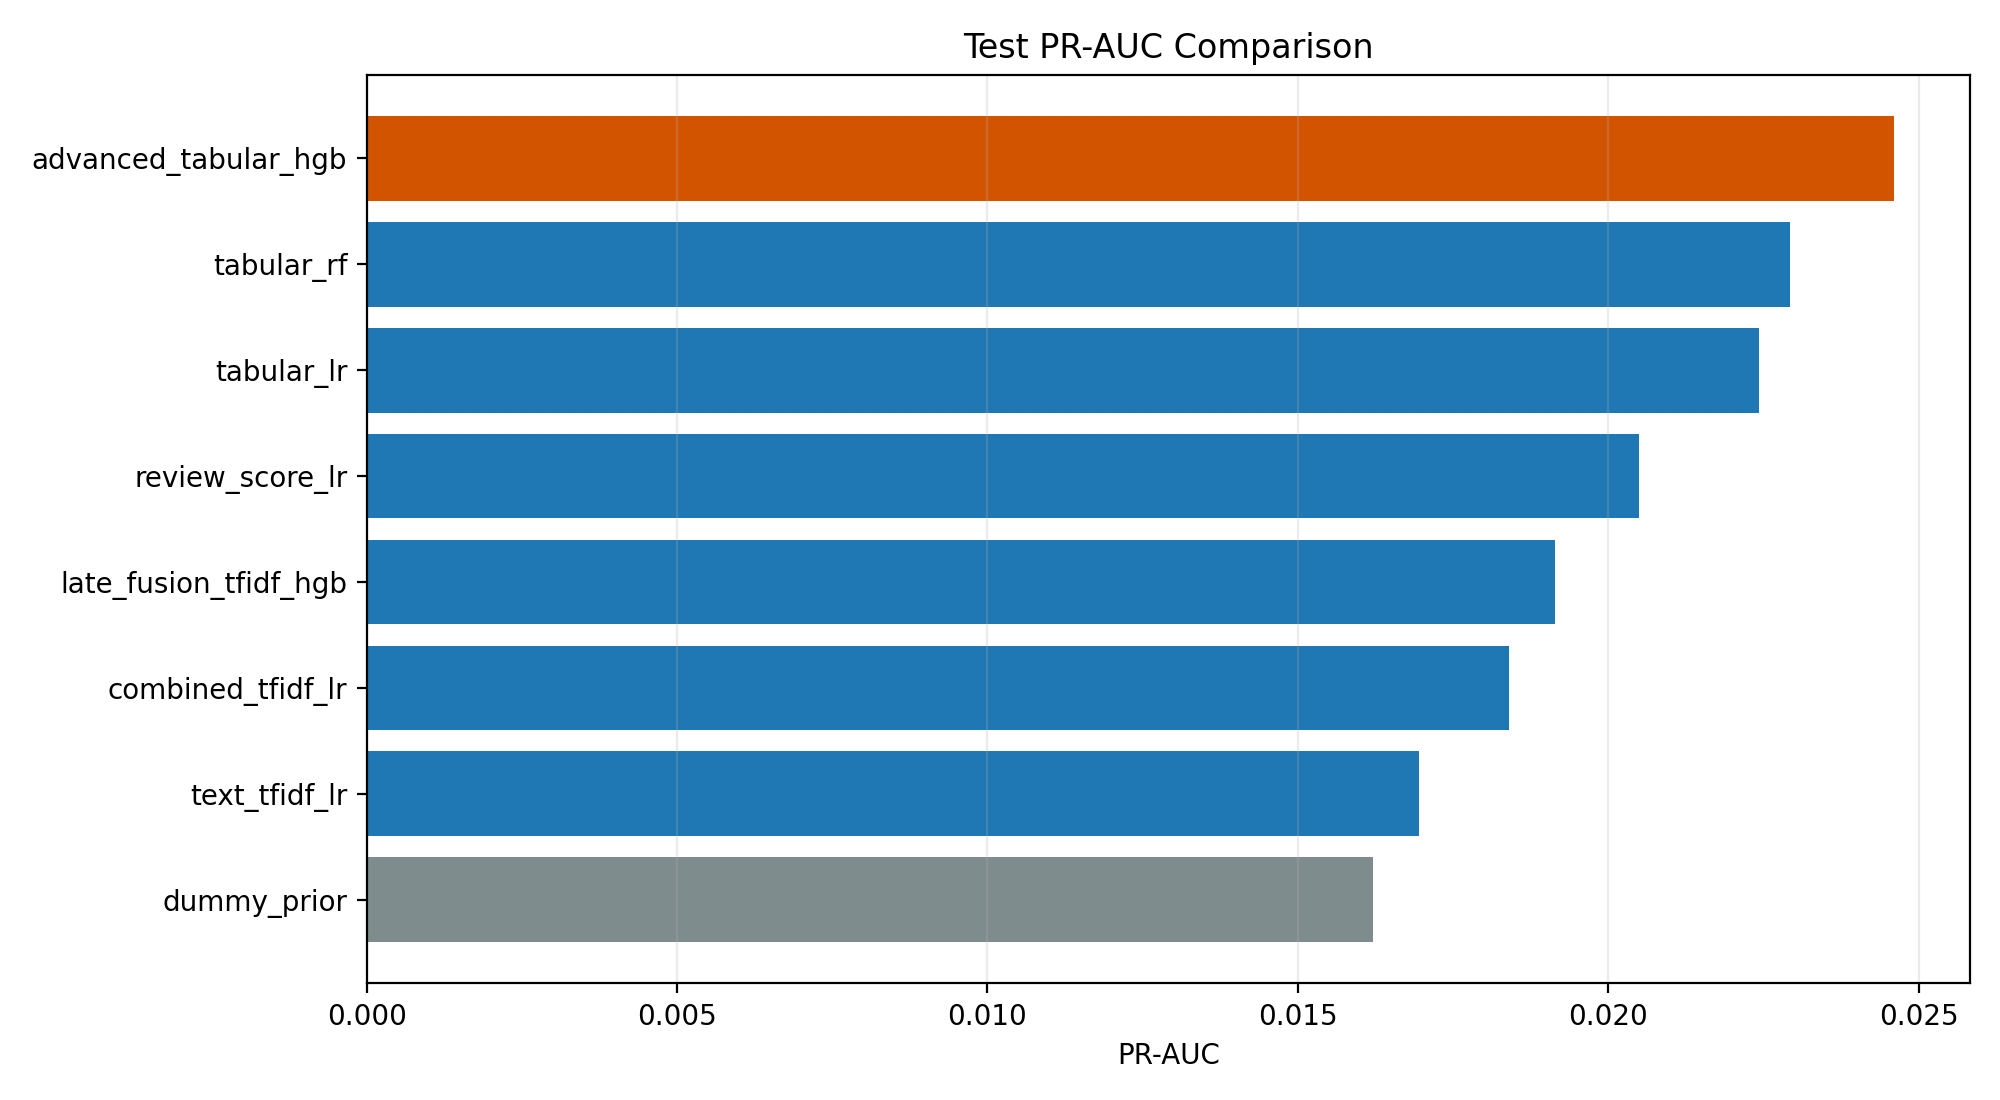 Test PR-AUC Comparison
advanced_tabular_hgb
tabular_rf
tabular_lr
review_score_lr
late_fusion_tfidf_hgb
combined_tfidf_lr
text_tfidf_lr
dummy_prior
0.000 0.005 0.010 0.015 0.020 0.025
PR-AUC